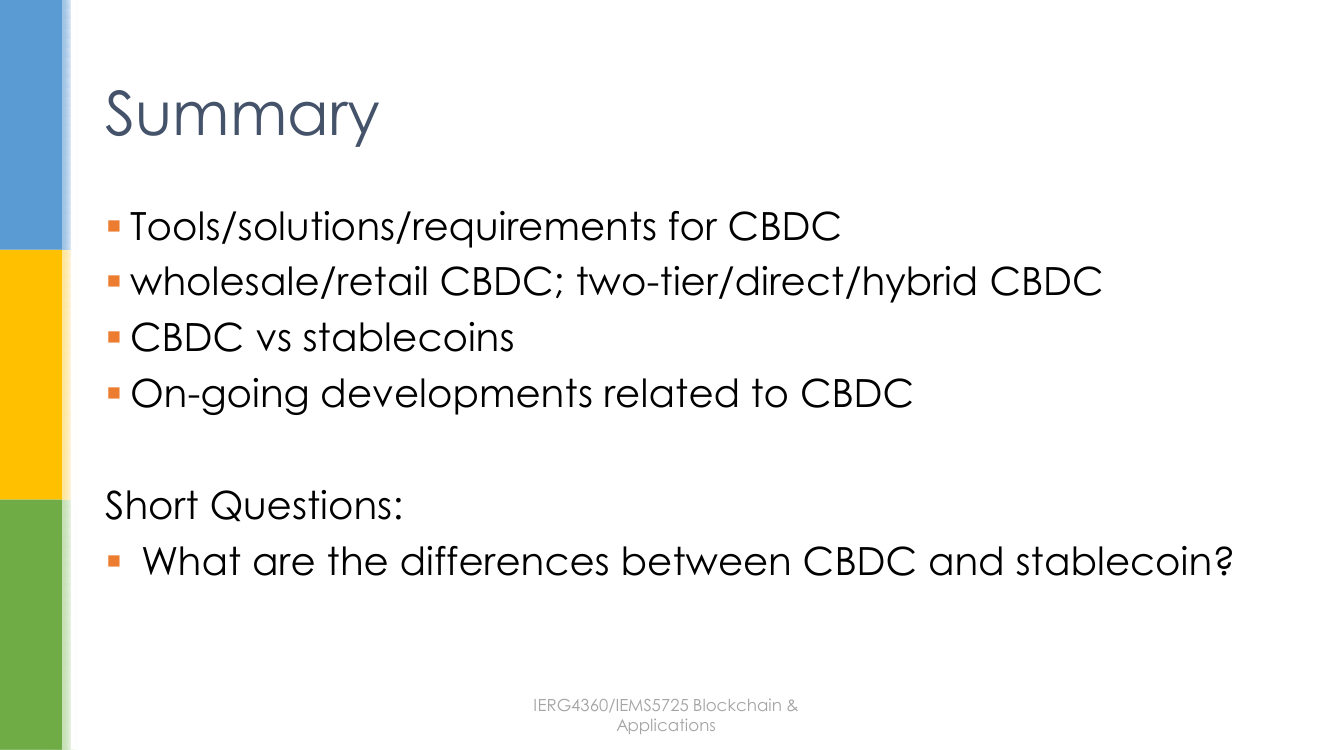 Summary
▪ Tools/solutions/requirements for CBDC
▪ wholesale/retail CBDC; two-tier/direct/hybrid CBDC
▪ CBDC vs stablecoins
▪ On-going developments related to CBDC
Short Questions:
▪ What are the differences between CBDC and stablecoin?
IERG4360/IEMS5725 Blockchain &
Applications